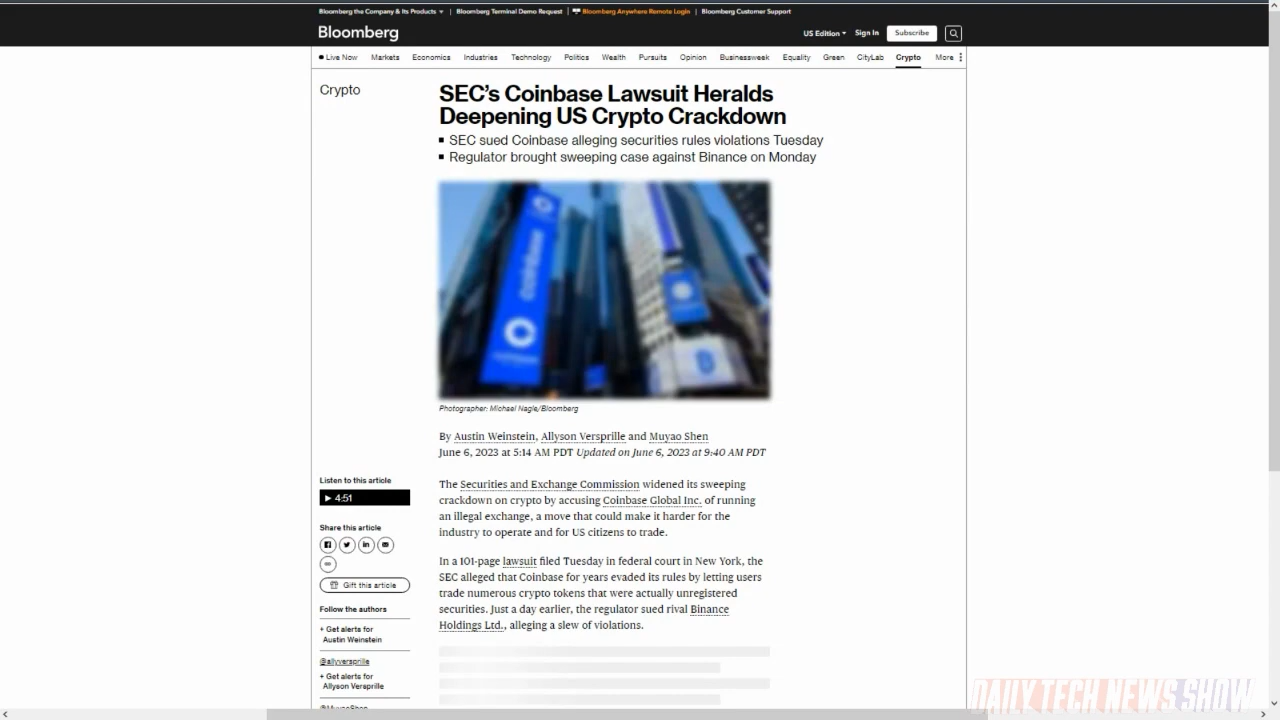 Bloomberg the Company & Its Products
Bloomberg Terminal Demo Request
Bloomberg Anywhere Remote Login
Bloomberg Customer Support
Bloomberg
US Edition
Sign In
Subscribe
Live Now
Markets
Economics
Industries
Technology
Politics
Wealth
Pursuits
Opinion
Businessweek
Equality
Green
CityLab
Crypto
More
Crypto
SEC's Coinbase Lawsuit Heralds
Deepening US Crypto Crackdown
SEC sued Coinbase alleging securities rules violations Tuesday
Regulator brought sweeping case against Binance on Monday
coinbase
Photographer: Michael Nagle/Bloomberg
By Austin Weinstein, Allyson Versprille and Muyao Shen
June 6, 2023 at 5:14 AM PDT Updated on June 6, 2023 at 9:40 AM PDT
Listen to this article
4:51
Share this article
Gift this article
Follow the authors
+ Get alerts for
Austin Weinstein
@allyversprille
+ Get alerts for
Allyson Versprille
@MuyaoShen
The Securities and Exchange Commission widened its sweeping
crackdown on crypto by accusing Coinbase Global Inc. of running
an illegal exchange, a move that could make it harder for the
industry to operate and for US citizens to trade.
In a 101-page lawsuit filed Tuesday in federal court in New York, the
SEC alleged that Coinbase for years evaded its rules by letting users
trade numerous crypto tokens that were actually unregistered
securities. Just a day earlier, the regulator sued rival Binance
Holdings Ltd., alleging a slew of violations.
DAILY TECH NEWS SHOW